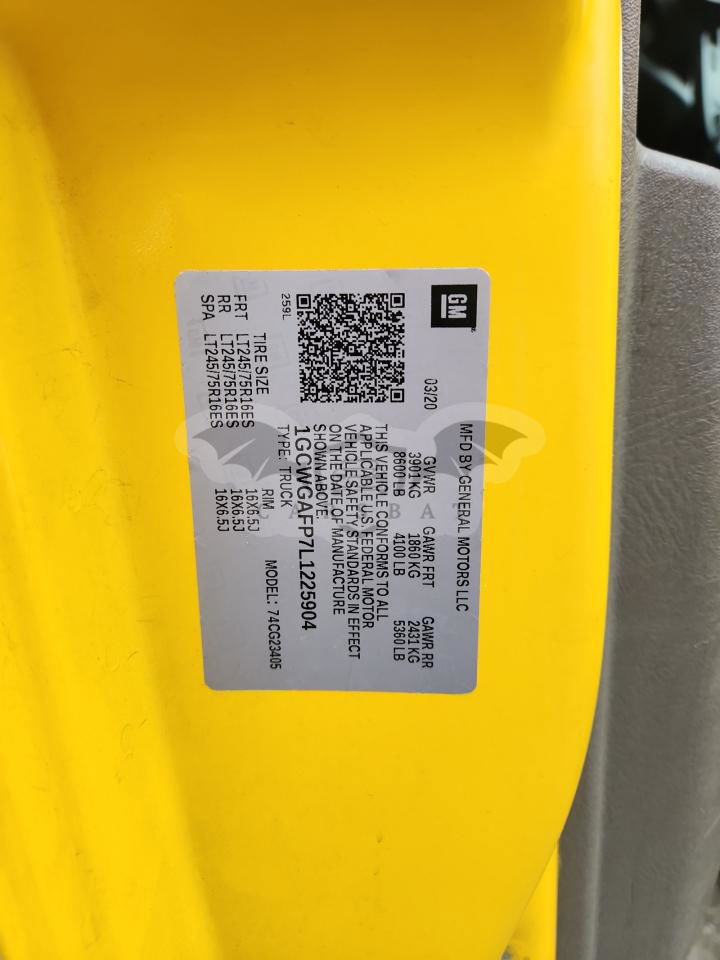 GM
MFD BY GENERAL MOTORS LLC
03/20
GVWR GAWR FRT GAWR RR
3901 KG 1860 KG 2431 KG
8600 LB 4100 LB 5360 LB
THIS VEHICLE CONFORMS TO ALL
APPLICABLE U.S. FEDERAL MOTOR
VEHICLE SAFETY STANDARDS IN EFFECT
ON THE DATE OF MANUFACTURE
SHOWN ABOVE.
1GCWGAFP7L1225904
259L
TYPE: TRUCK MODEL: 74CG23405
TIRE SIZE RIM
FRT LT245/75R16ES 16X6.5J
RR LT245/75R16ES 16X6.5J
SPA LT245/75R16ES 16X6.5J